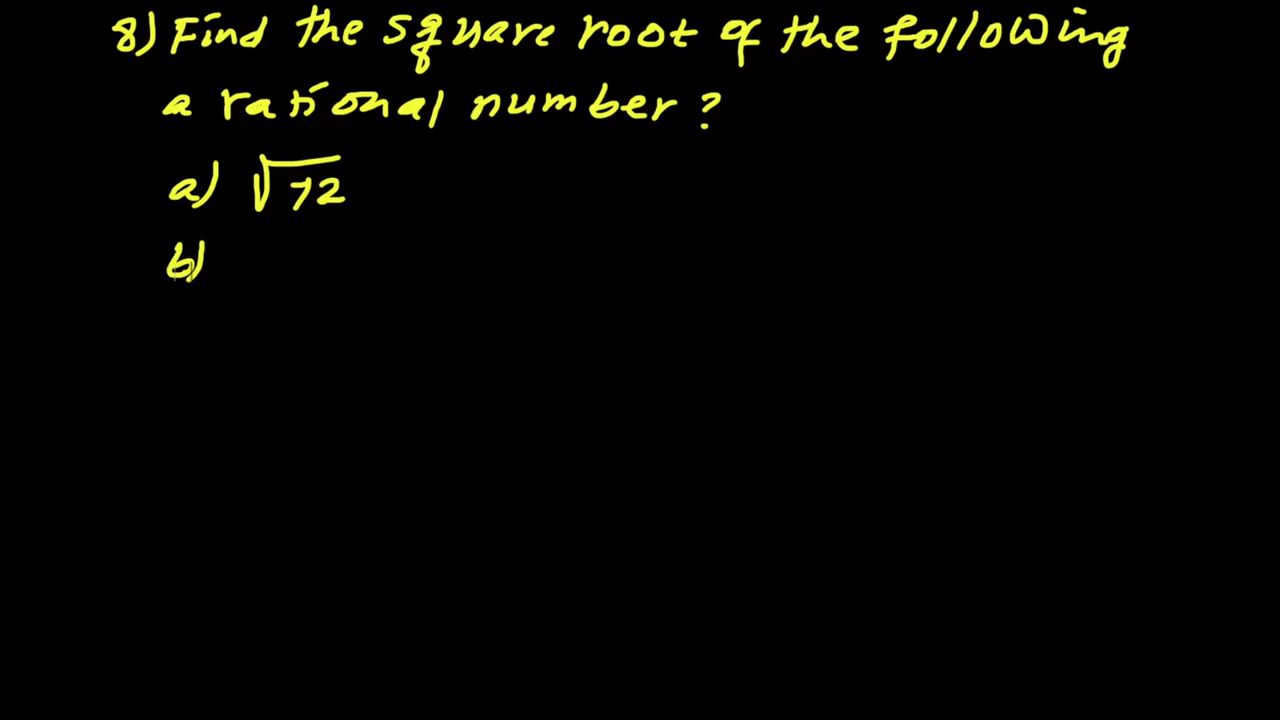 8) Find the square root of the following
a rational number ?
a) √72
b)